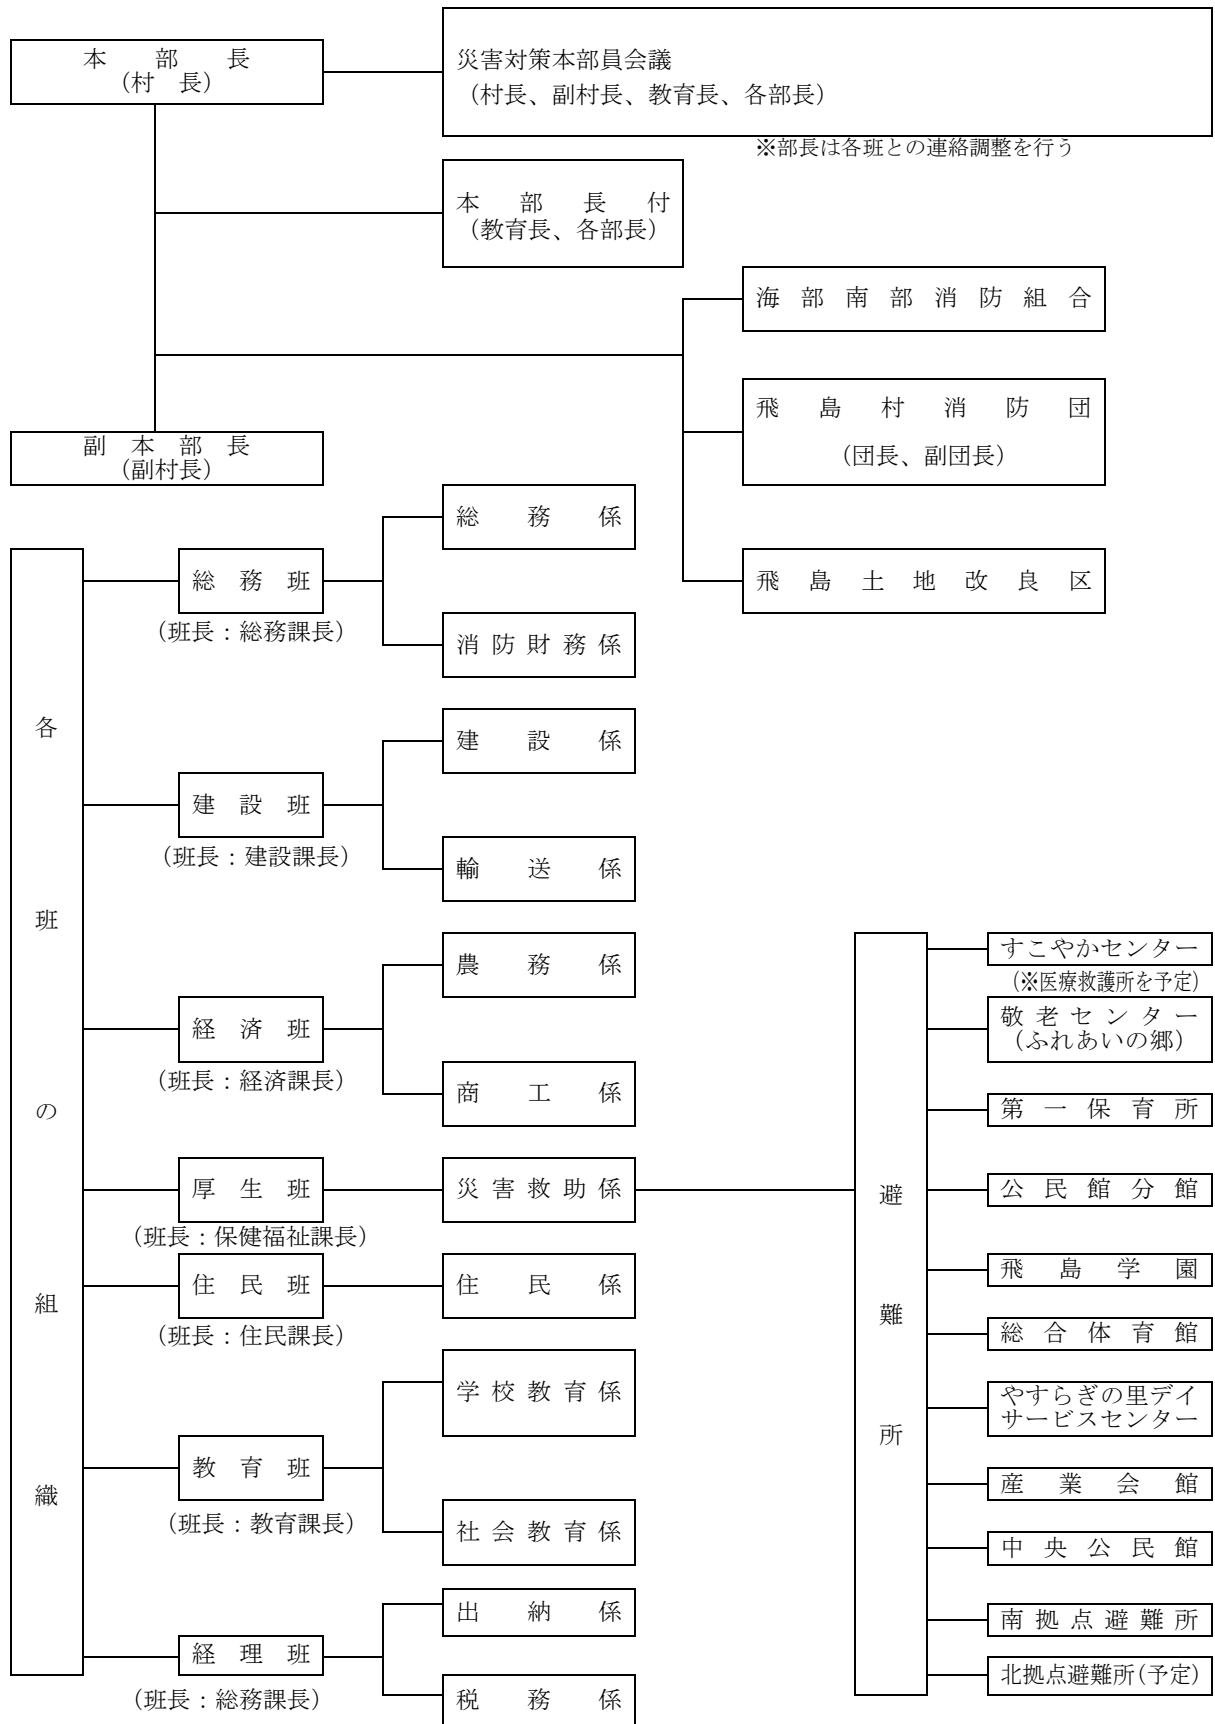 本部長
(村長)
災害対策本部員会議
(村長、副村長、教育長、各部長)
※部長は各班との連絡調整を行う
本部長付
(教育長、各部長)
海部南部消防組合
飛島村消防団
(団長、副団長)
飛島土地改良区
副本部長
(副村長)
各班の組織
総務班
(班長:総務課長)
総務係
消防財務係
建設班
(班長:建設課長)
建設係
輸送係
経済班
(班長:経済課長)
農務係
商工係
厚生班
(班長:保健福祉課長)
災害救助係
住民班
(班長:住民課長)
住民係
教育班
(班長:教育課長)
学校教育係
社会教育係
経理班
(班長:総務課長)
出納係
税務係
避難所
すこやかセンター
(※医療救護所を予定)
敬老センター
(ふれあいの郷)
第一保育所
公民館分館
飛島学園
総合体育館
やすらぎの里デイ
サービスセンター
産業会館
中央公民館
南拠点避難所
北拠点避難所(予定)